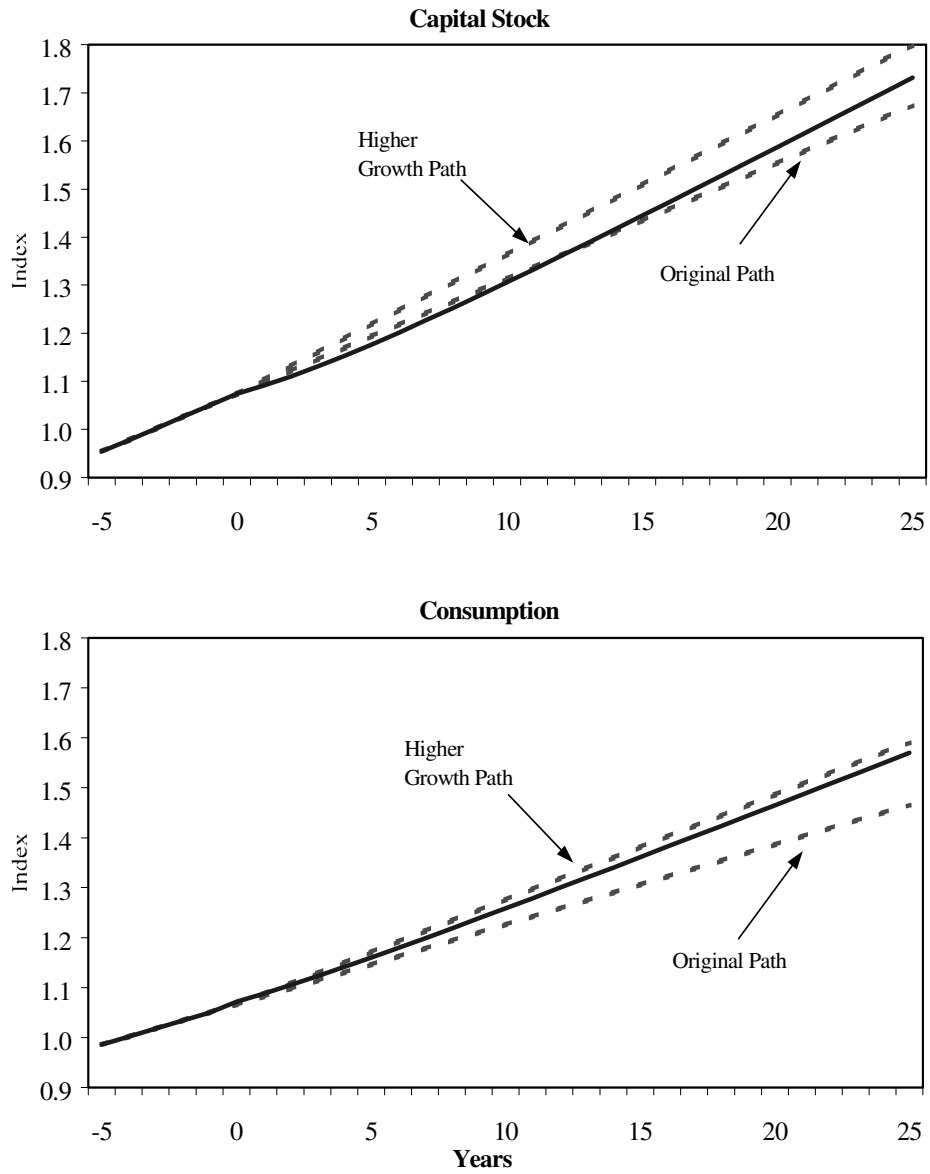 Capital Stock
1.8
1.7
1.6
1.5
1.4
1.3
1.2
1.1
1.0
0.9
Index
Higher
Growth Path
Original Path
-5 0 5 10 15 20 25
Consumption
1.8
1.7
1.6
1.5
1.4
1.3
1.2
1.1
1.0
0.9
Index
Higher
Growth Path
Original Path
-5 0 5 10 15 20 25
Years